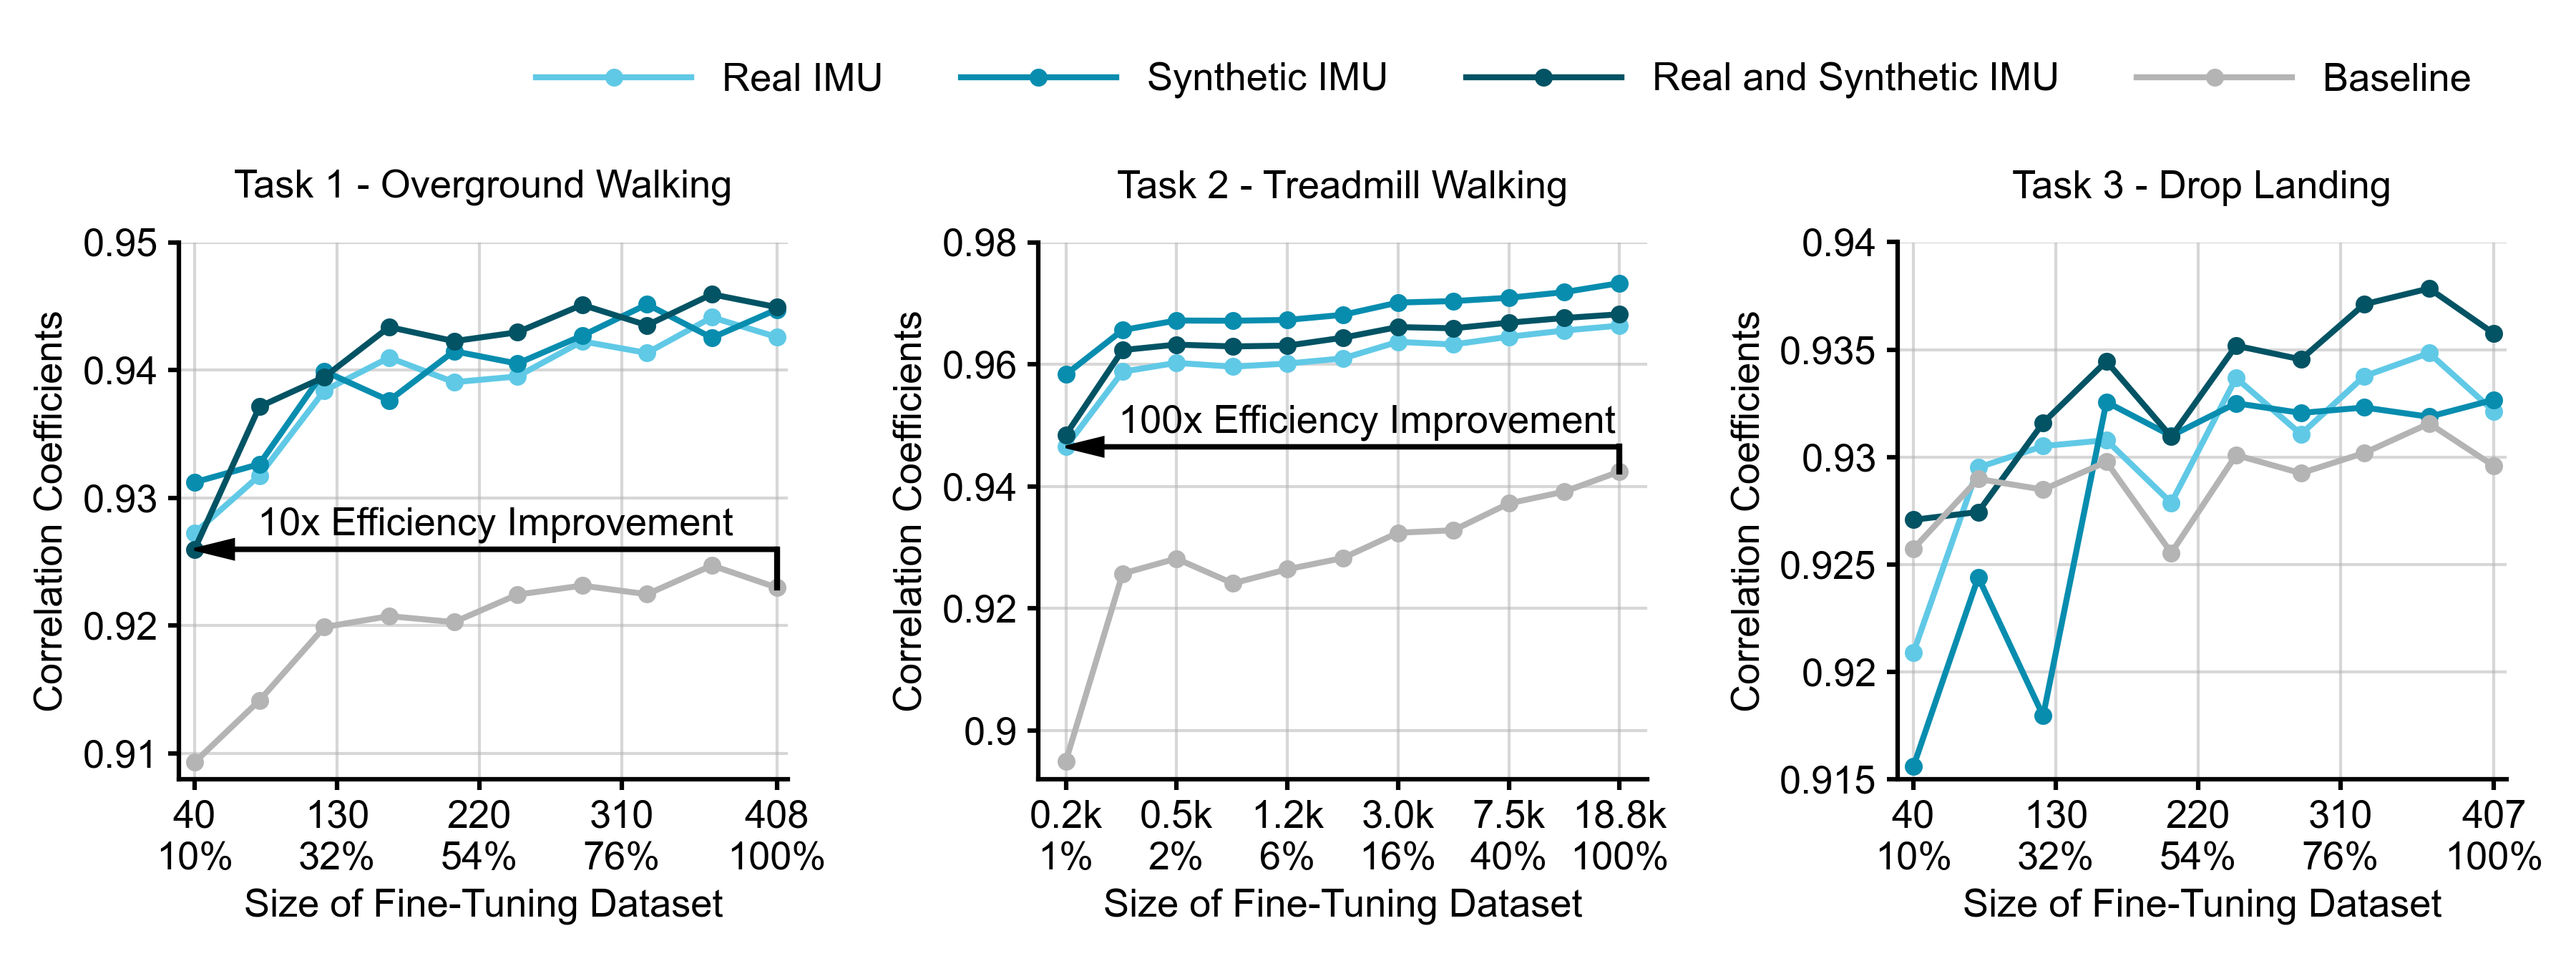 Real IMU
Synthetic IMU
Real and Synthetic IMU
Baseline
Task 1 - Overground Walking
Correlation Coefficients
0.95
0.94
0.93
0.92
0.91
10x Efficiency Improvement
40 130 220 310 408
10% 32% 54% 76% 100%
Size of Fine-Tuning Dataset
Task 2 - Treadmill Walking
Correlation Coefficients
0.98
0.96
0.94
0.92
0.9
100x Efficiency Improvement
0.2k 0.5k 1.2k 3.0k 7.5k 18.8k
1% 2% 6% 16% 40% 100%
Size of Fine-Tuning Dataset
Task 3 - Drop Landing
Correlation Coefficients
0.94
0.935
0.93
0.925
0.92
0.915
40 130 220 310 407
10% 32% 54% 76% 100%
Size of Fine-Tuning Dataset